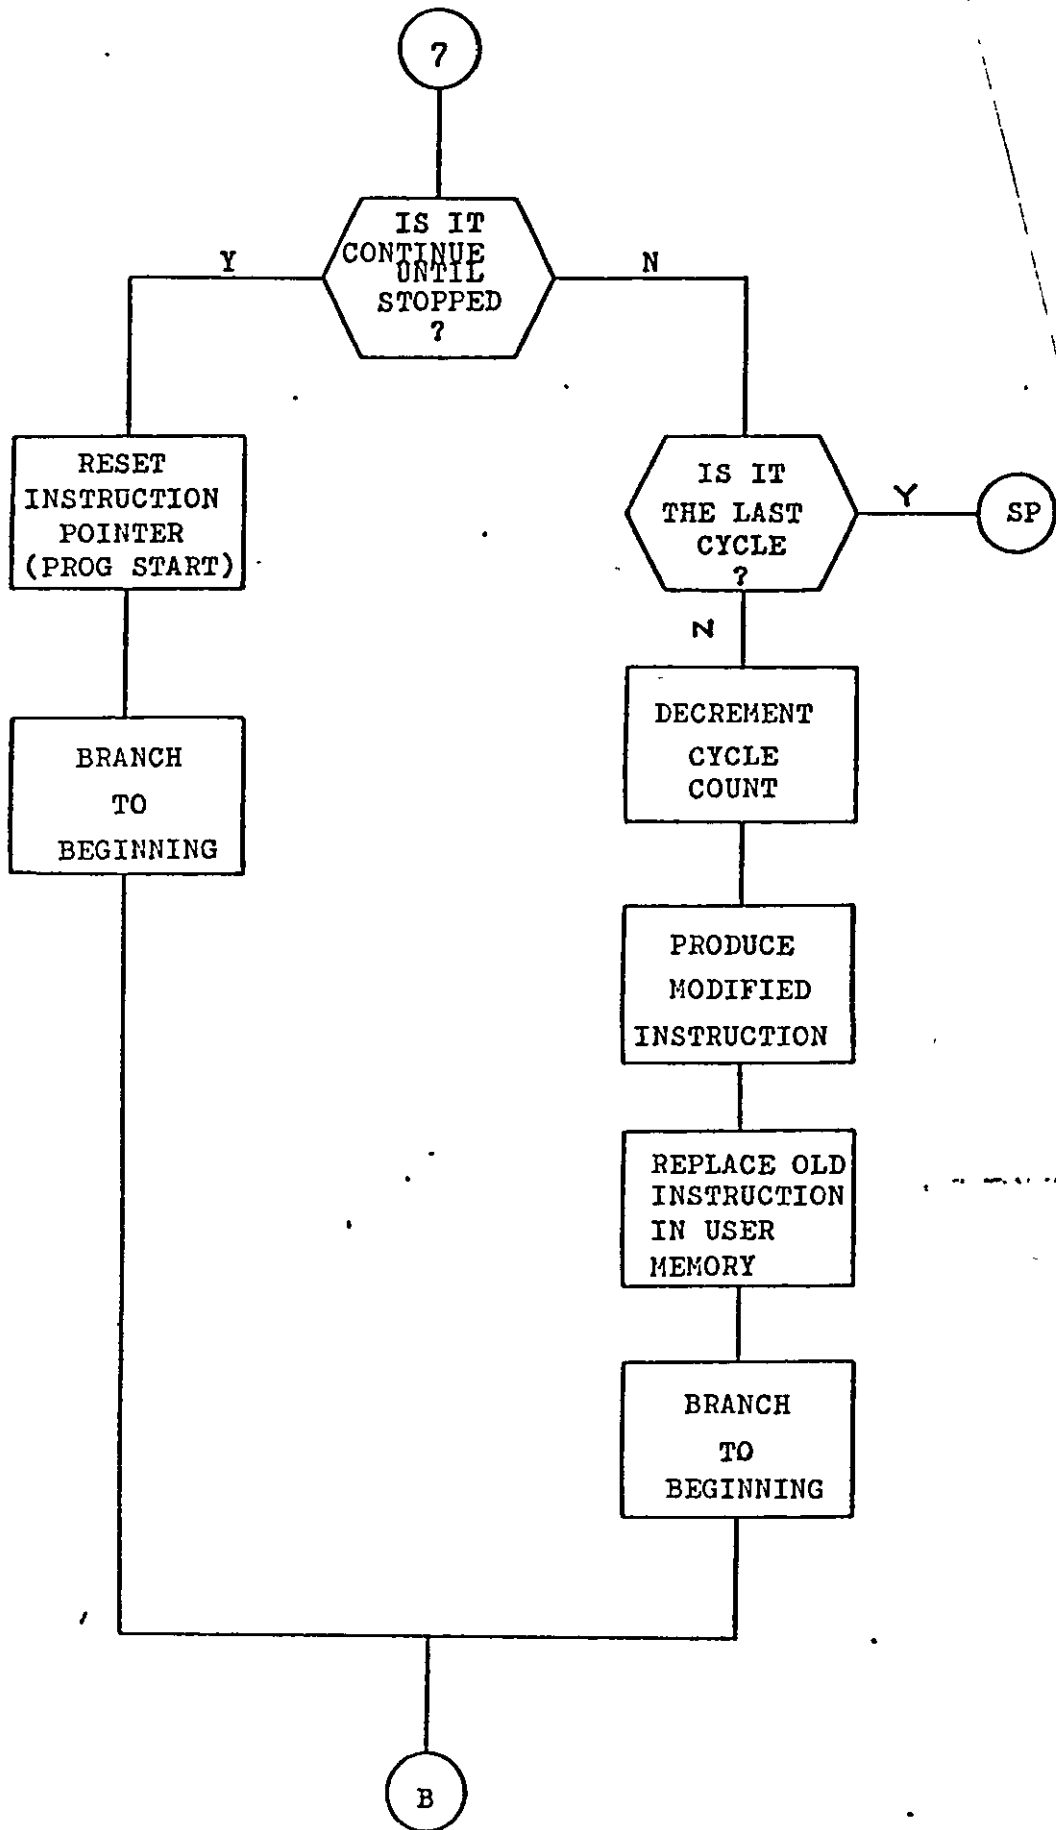 7
IS IT
CONTINUE
UNTIL
STOPPED
?
Y
N
RESET
INSTRUCTION
POINTER
(PROG START)
IS IT
THE LAST
CYCLE
?
Y
SP
N
BRANCH
TO
BEGINNING
DECREMENT
CYCLE
COUNT
PRODUCE
MODIFIED
INSTRUCTION
REPLACE OLD
INSTRUCTION
IN USER
MEMORY
BRANCH
TO
BEGINNING
B